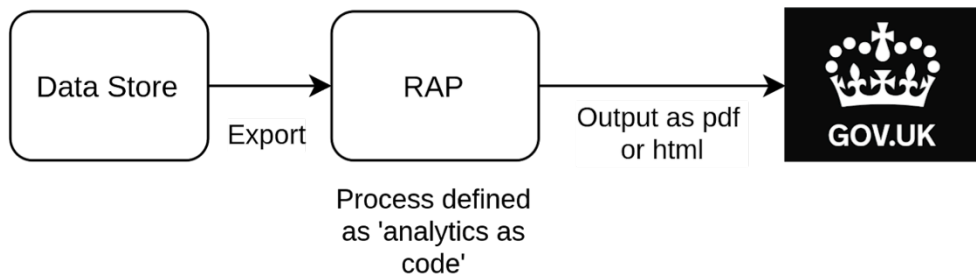 Data Store
Export
RAP
Process defined
as 'analytics as
code'
Output as pdf
or html
GOV.UK